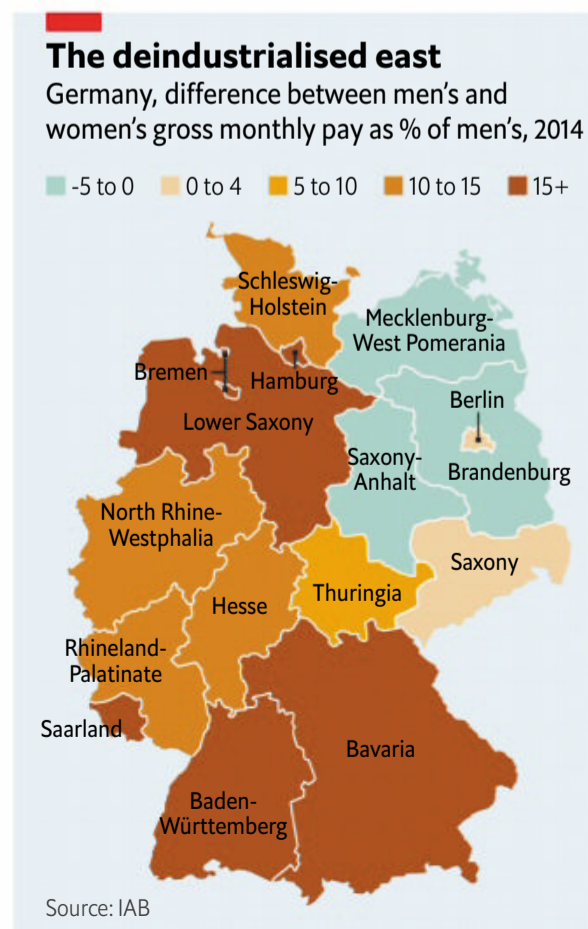 The deindustrialised east
Germany, difference between men’s and
women’s gross monthly pay as % of men’s, 2014
-5 to 0 0 to 4 5 to 10 10 to 15 15+
Schleswig-
Holstein
Mecklenburg-
West Pomerania
Bremen
Hamburg
Berlin
Lower Saxony
Saxony-
Anhalt
Brandenburg
North Rhine-
Westphalia
Saxony
Thuringia
Hesse
Rhineland-
Palatinate
Saarland
Bavaria
Baden-
Württemberg
Source: IAB